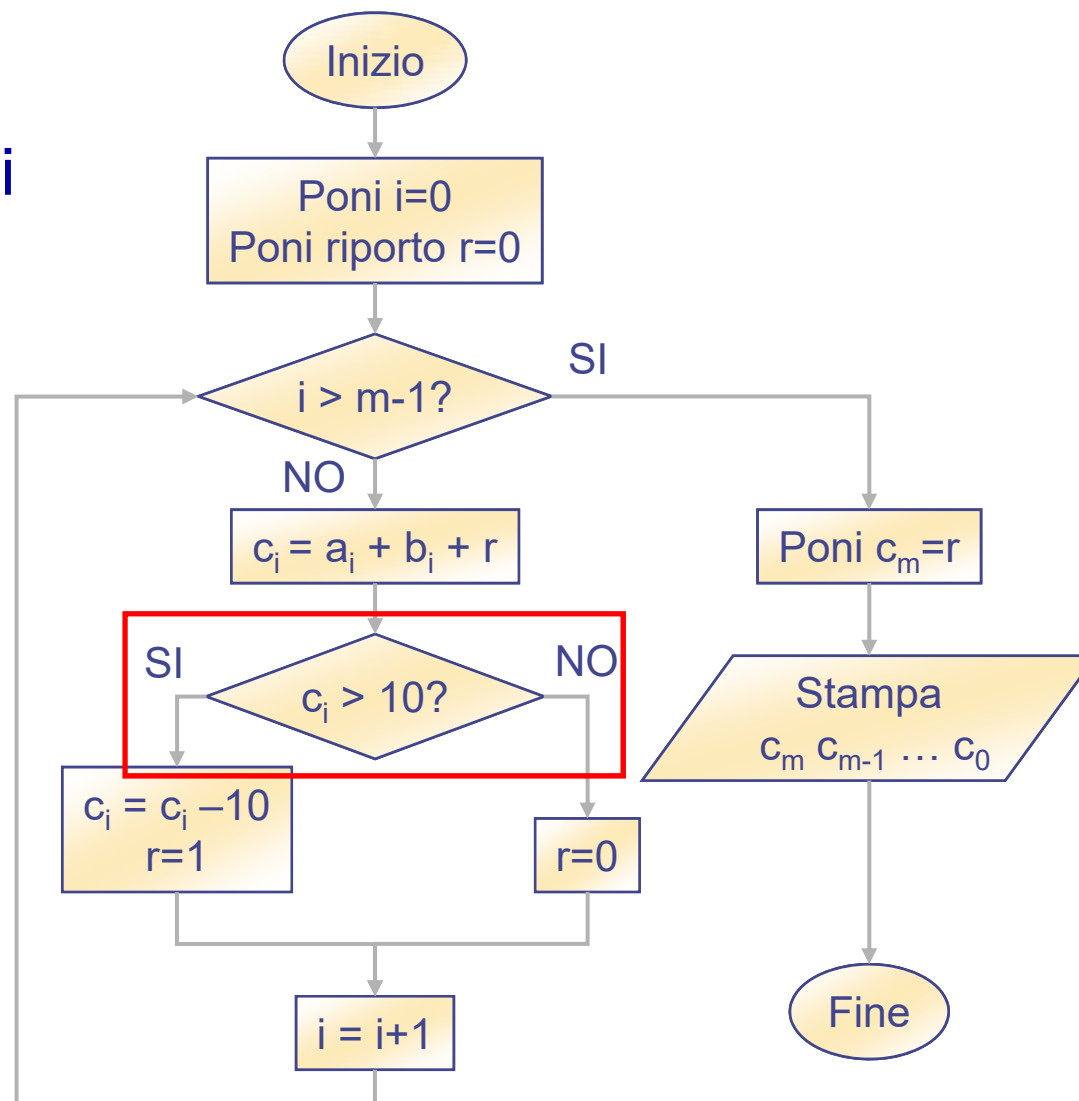 Inizio
i
Poni i=0
Poni riporto r=0
SI
i > m-1?
NO
cᵢ = aᵢ + bᵢ + r
Poni cₘ=r
SI
NO
cᵢ > 10?
Stampa
cₘ cₘ₋₁ … c₀
cᵢ = cᵢ –10
r=1
r=0
i = i+1
Fine